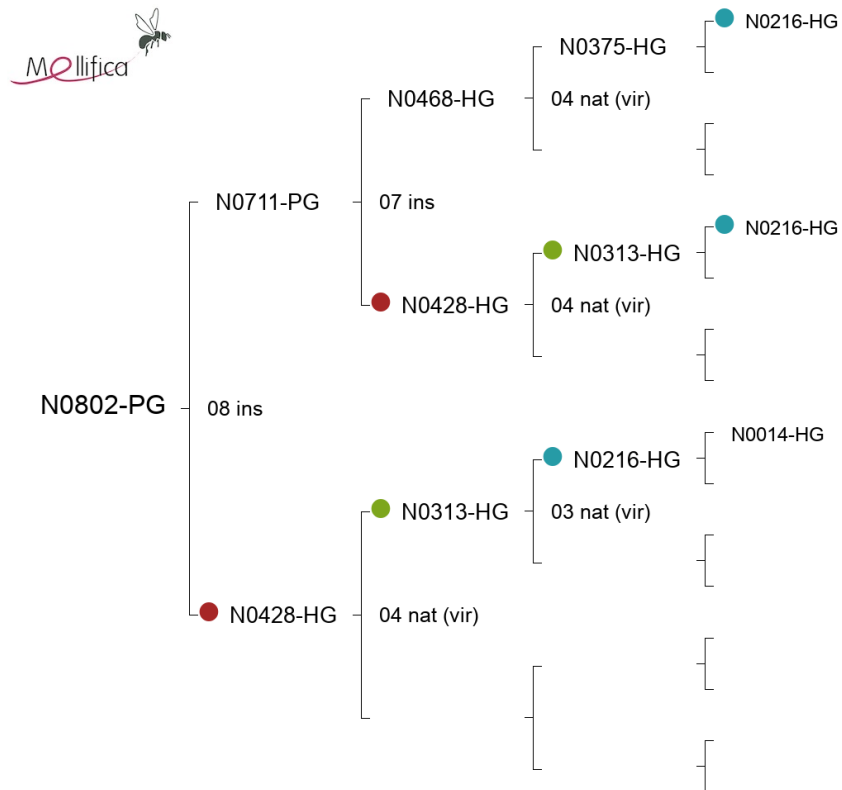 N0216-HG
Mellifica
N0375-HG
N0468-HG
04 nat (vir)
N0711-PG
07 ins
N0216-HG
N0313-HG
N0428-HG
04 nat (vir)
N0802-PG
08 ins
N0014-HG
N0216-HG
N0313-HG
03 nat (vir)
N0428-HG
04 nat (vir)